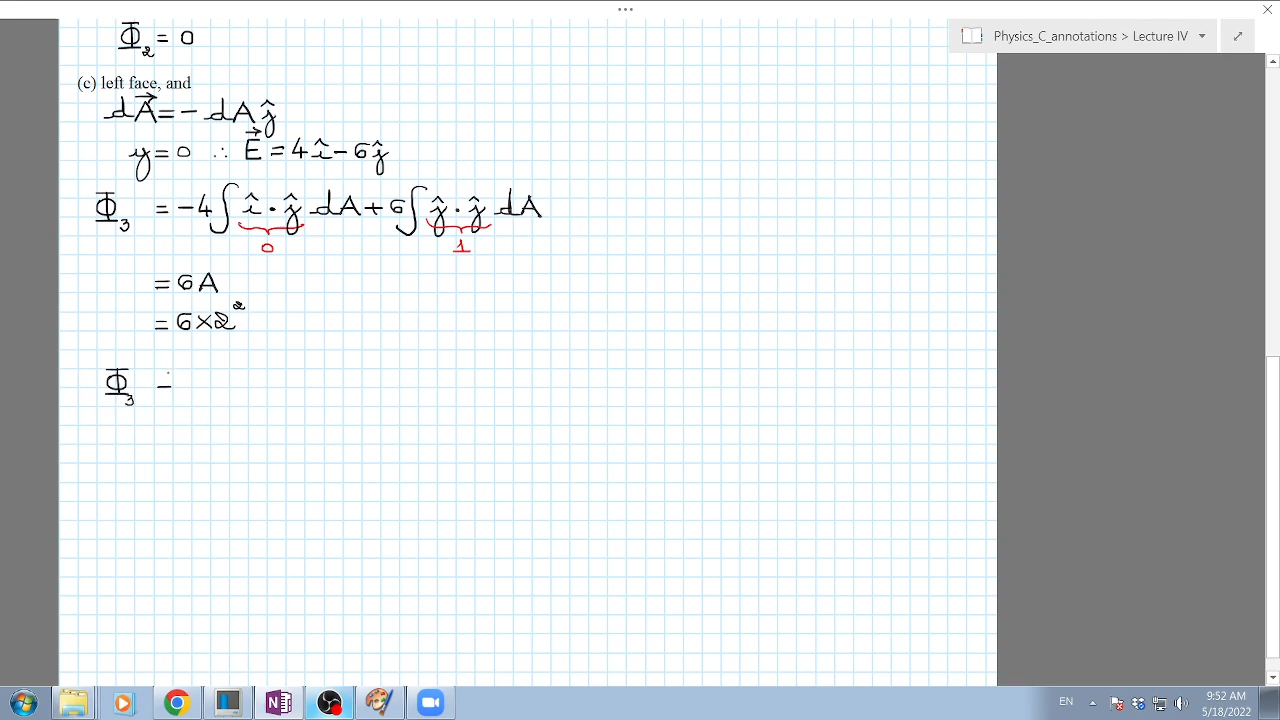 Physics_C_annotations > Lecture IV
Φ₂ = 0
(c) left face, and
dA⃗ = − dA ĵ
y = 0 ∴ E⃗ = 4î − 6ĵ
Φ₃ = −4∫ î · ĵ dA + 6∫ ĵ · ĵ dA
0 1
= 6A
= 6×2²
Φ₃ =
EN
9:52 AM
5/18/2022